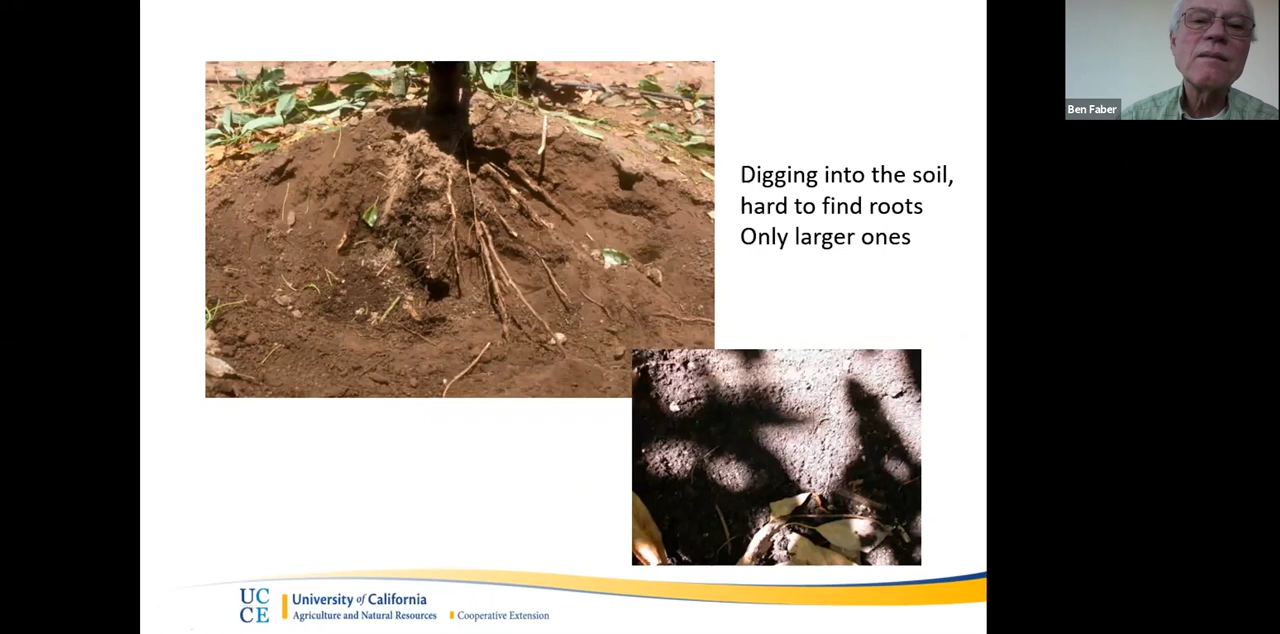 Ben Faber
Digging into the soil,
hard to find roots
Only larger ones
UC
CE
University of California
Agriculture and Natural Resources
Cooperative Extension